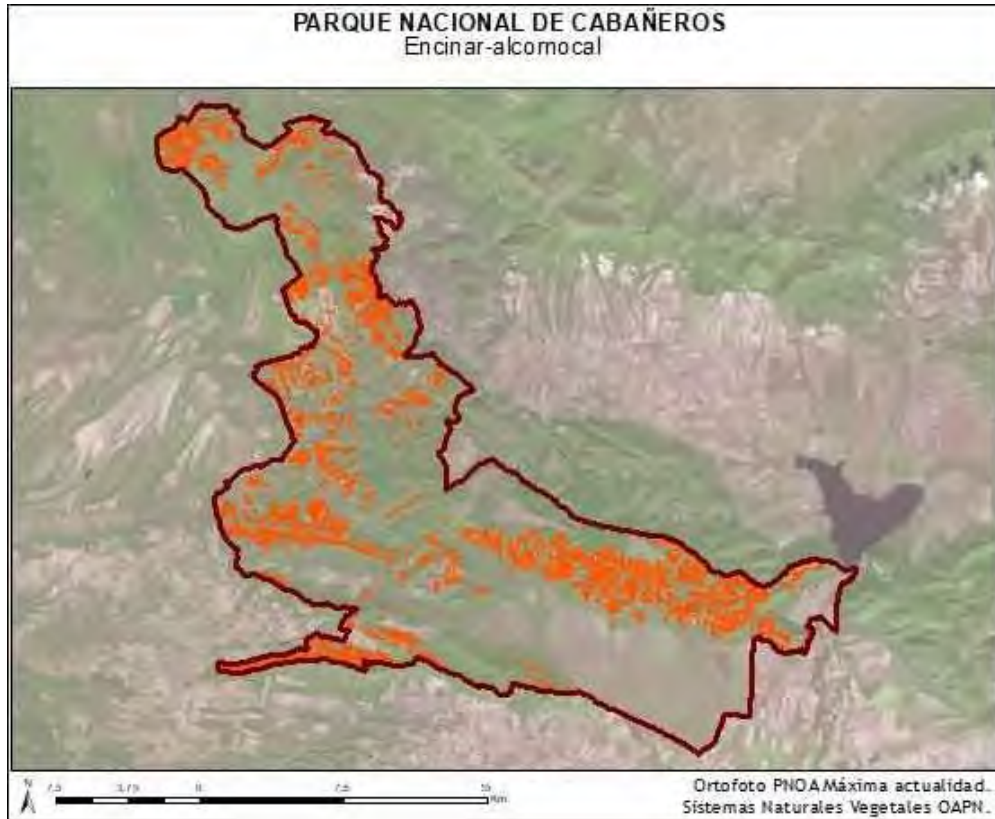 PARQUE NACIONAL DE CABAÑEROS
Encinar-alcornocal
N
7,5 3,75 0 7,5 15
Km
Ortofoto PNOA Máxima actualidad.
Sistemas Naturales Vegetales OAPN.